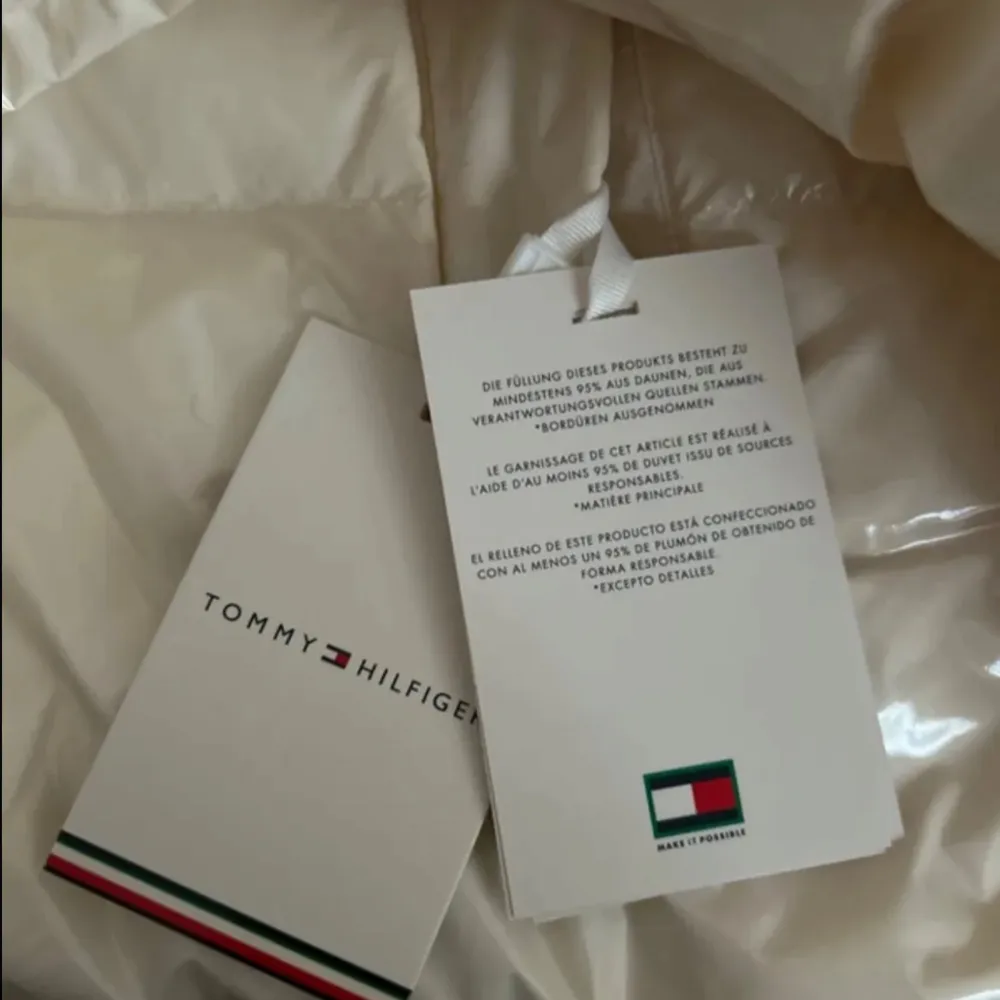 DIE FÜLLUNG DIESES PRODUKTS BESTEHT ZU
MINDESTENS 95% AUS DAUNEN, DIE AUS
VERANTWORTUNGSVOLLEN QUELLEN STAMMEN.
*BORDÜREN AUSGENOMMEN
LE GARNISSAGE DE CET ARTICLE EST RÉALISÉ À
L'AIDE D'AU MOINS 95% DE DUVET ISSU DE SOURCES
RESPONSABLES.
*MATIÈRE PRINCIPALE
EL RELLENO DE ESTE PRODUCTO ESTÁ CONFECCIONADO
CON AL MENOS UN 95% DE PLUMÓN DE OBTENIDO DE
FORMA RESPONSABLE.
*EXCEPTO DETALLES
MAKE IT POSSIBLE
TOMMY HILFIGER